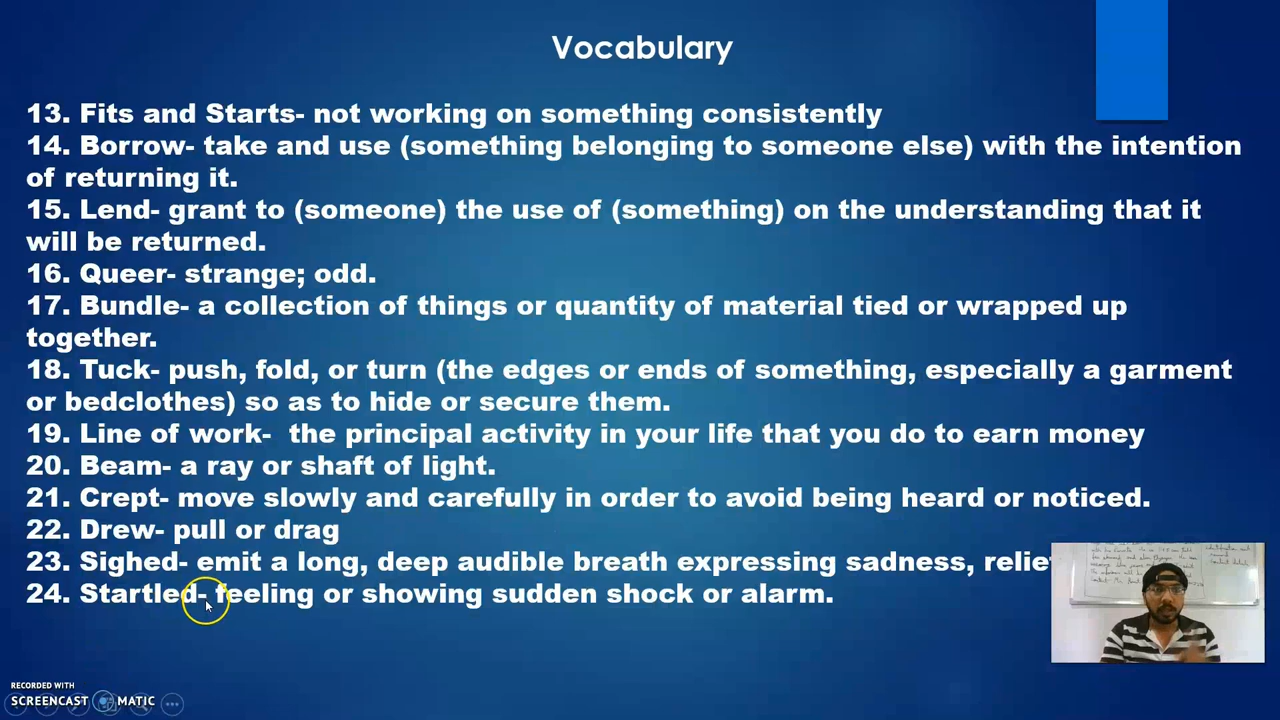 Vocabulary
13. Fits and Starts- not working on something consistently
14. Borrow- take and use (something belonging to someone else) with the intention
of returning it.
15. Lend- grant to (someone) the use of (something) on the understanding that it
will be returned.
16. Queer- strange; odd.
17. Bundle- a collection of things or quantity of material tied or wrapped up
together.
18. Tuck- push, fold, or turn (the edges or ends of something, especially a garment
or bedclothes) so as to hide or secure them.
19. Line of work-  the principal activity in your life that you do to earn money
20. Beam- a ray or shaft of light.
21. Crept- move slowly and carefully in order to avoid being heard or noticed.
22. Drew- pull or drag
23. Sighed- emit a long, deep audible breath expressing sadness,
24. Startled- feeling or showing sudden shock or alarm.
RECORDED WITH
SCREENCAST MATIC